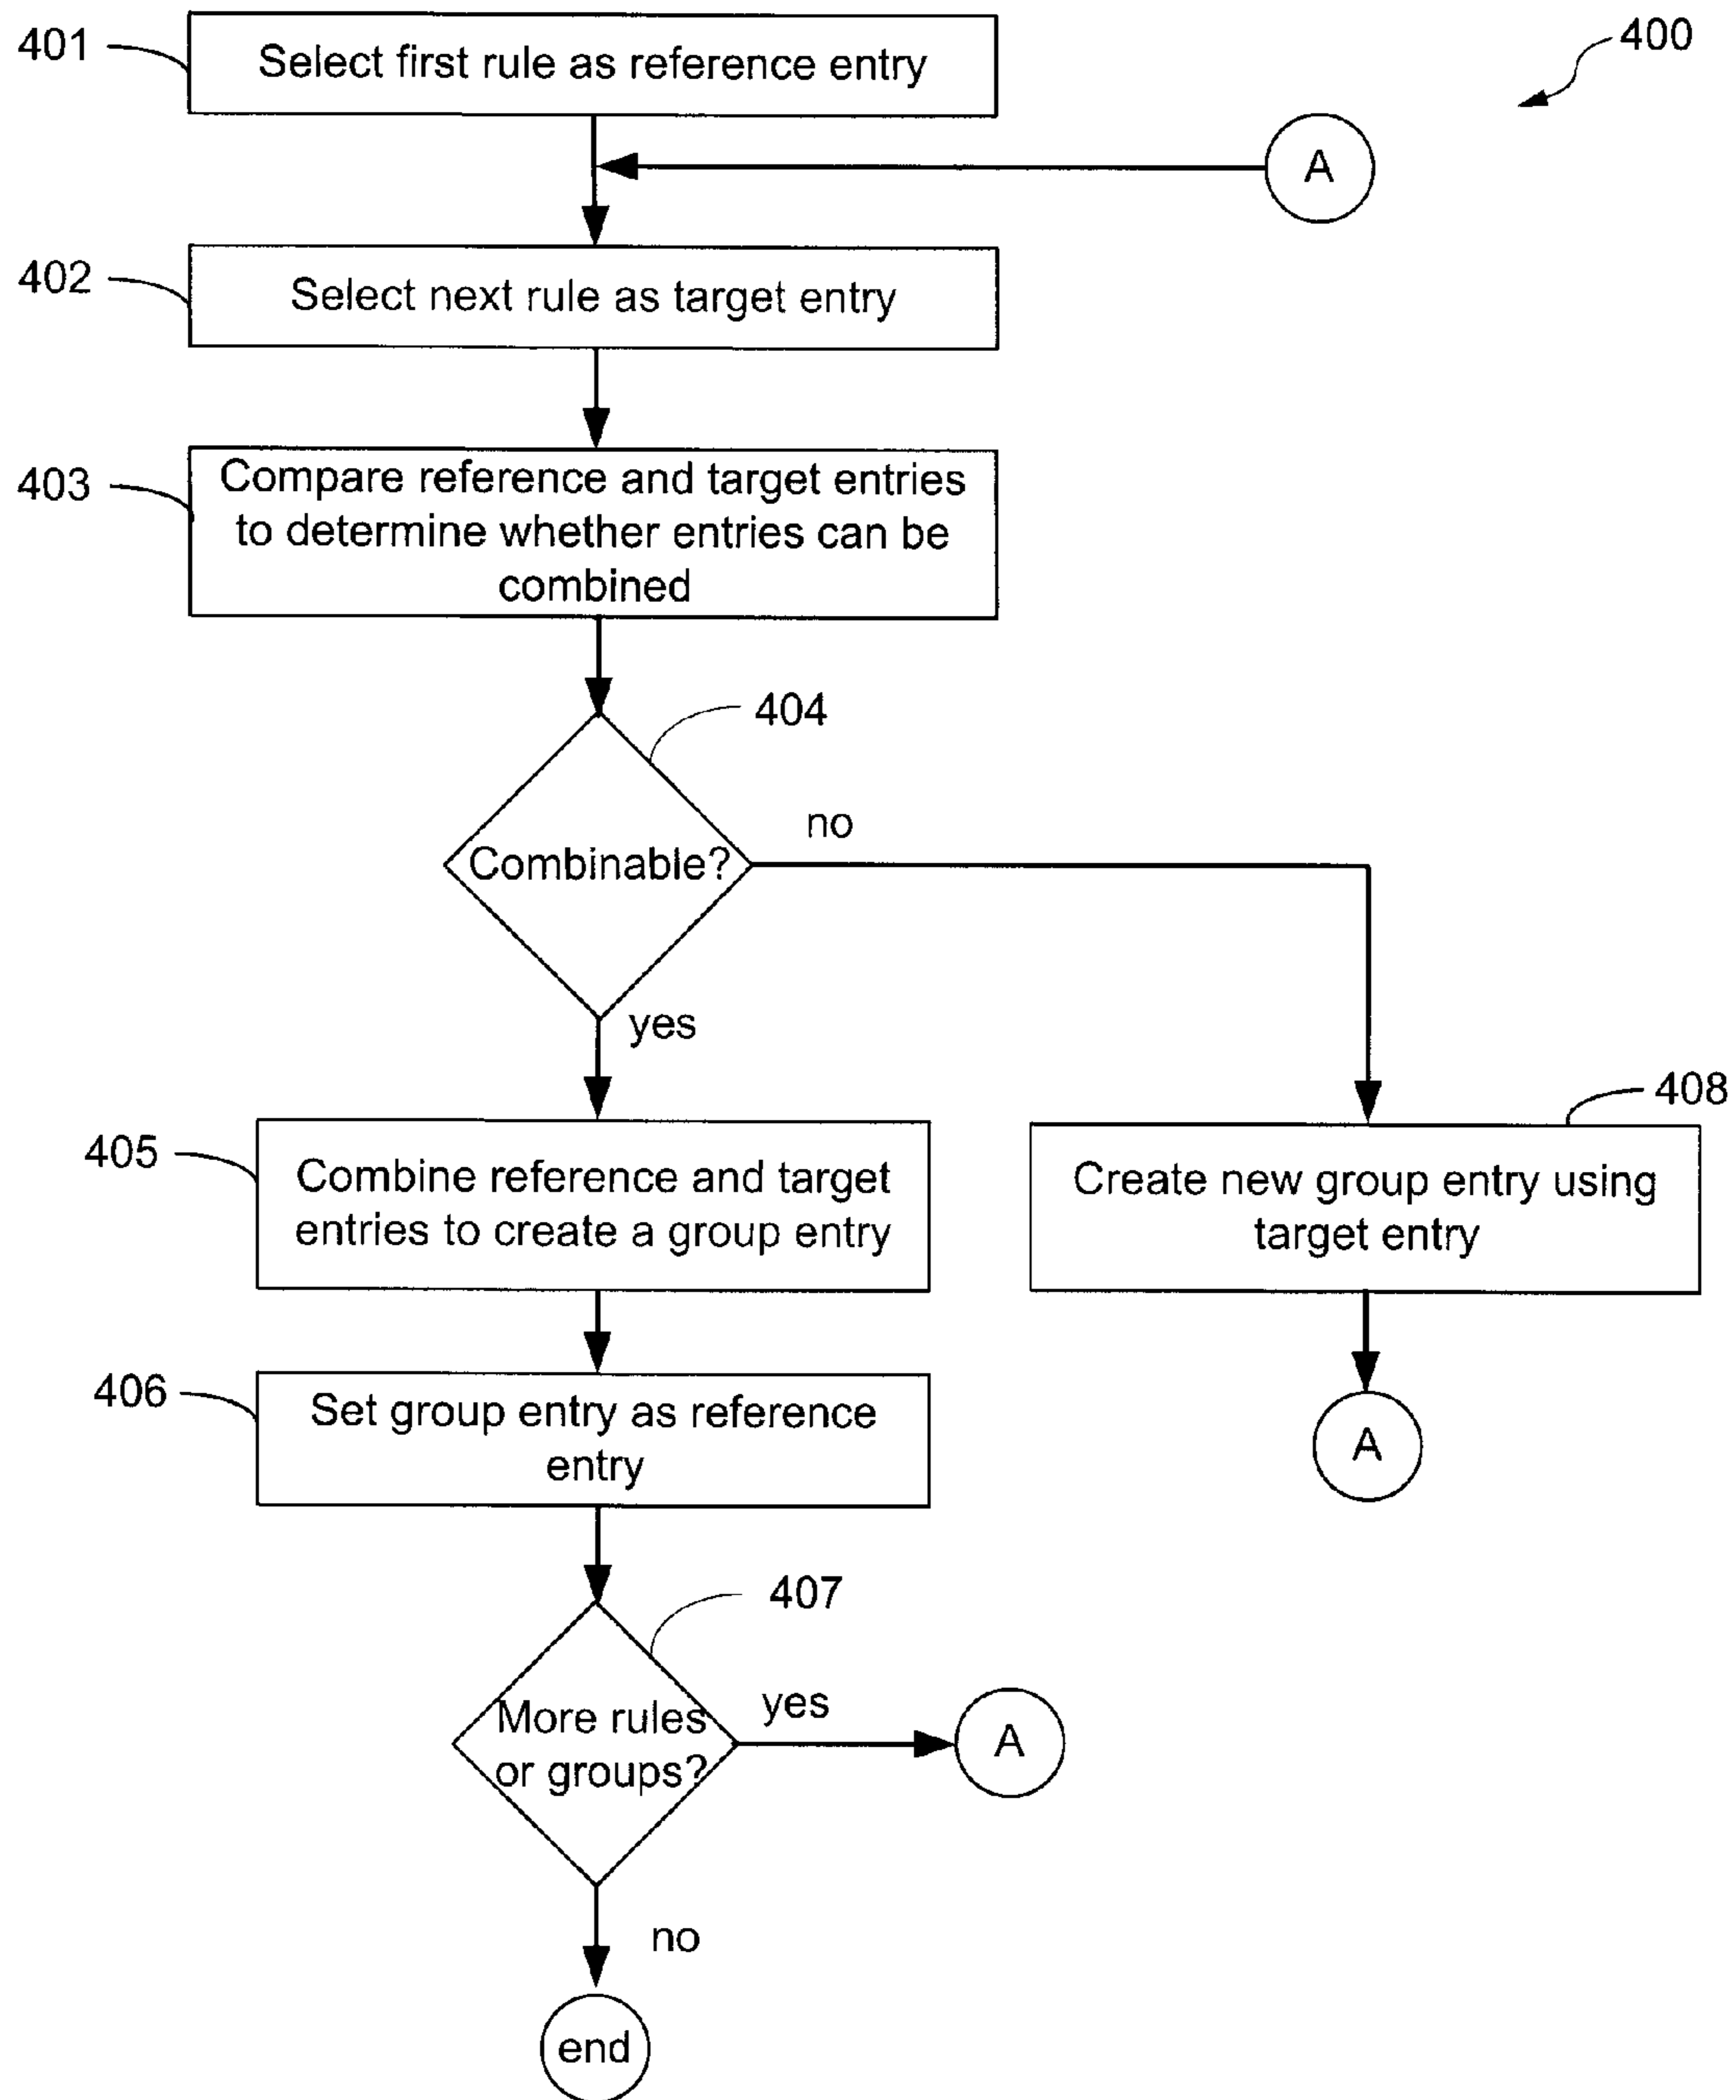 401
Select first rule as reference entry
400
A
402
Select next rule as target entry
403
Compare reference and target entries
to determine whether entries can be
combined
404
Combinable?
no
yes
405
Combine reference and target
entries to create a group entry
408
Create new group entry using
target entry
406
Set group entry as reference
entry
A
407
More rules
or groups?
yes
A
no
end